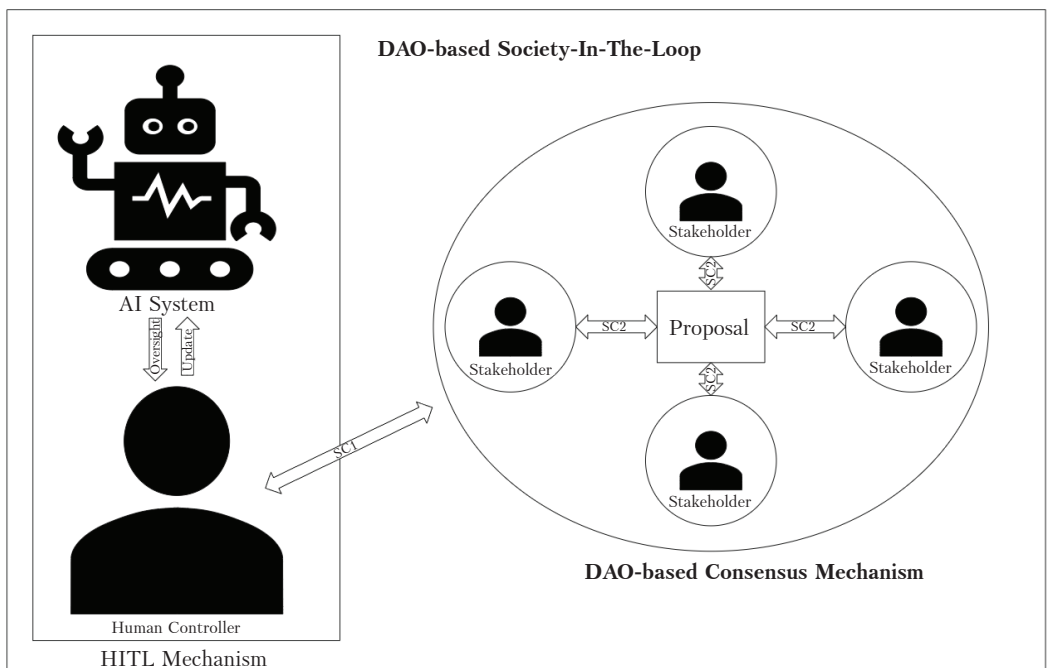 DAO-based Society-In-The-Loop
AI System
Oversight
Update
Human Controller
HITL Mechanism
SC1
Stakeholder
SC2
Stakeholder
SC2
Proposal
SC2
Stakeholder
SC2
Stakeholder
DAO-based Consensus Mechanism